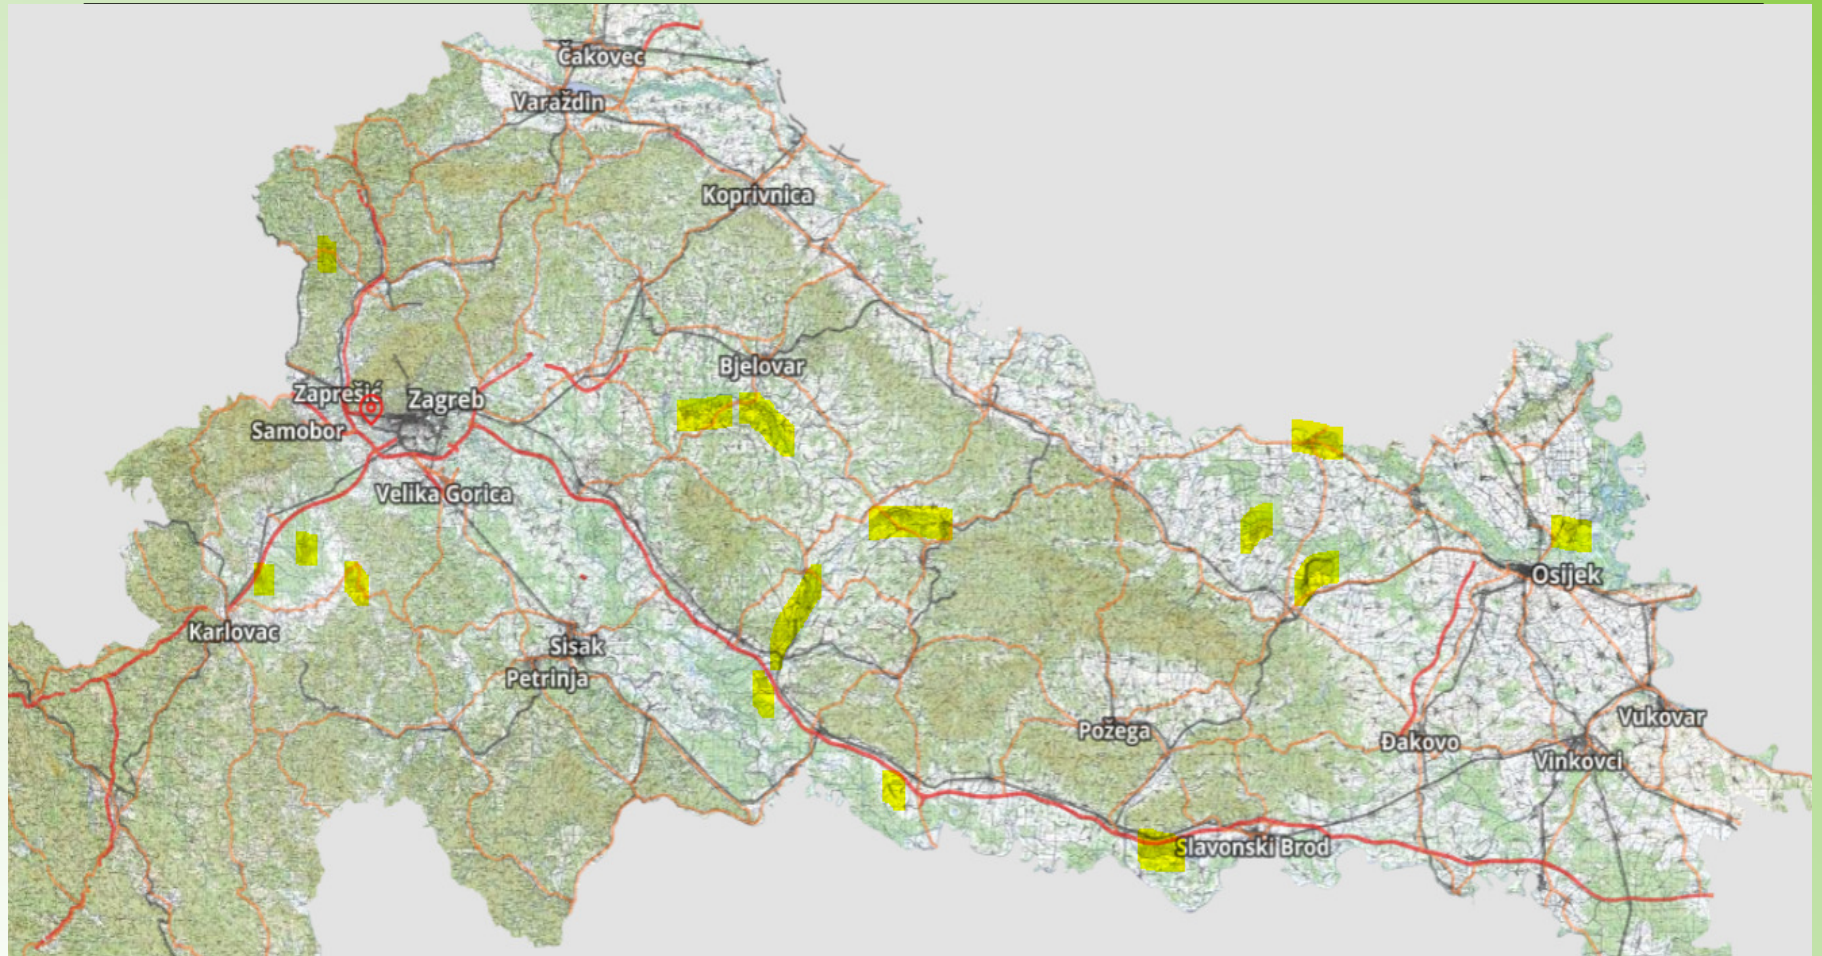 Čakovec
Varaždin
Koprivnica
Bjelovar
Zaprešić
Zagreb
Samobor
Velika Gorica
Osijek
Karlovac
Sisak
Petrinja
Vukovar
Požega
Đakovo
Vinkovci
Slavonski Brod